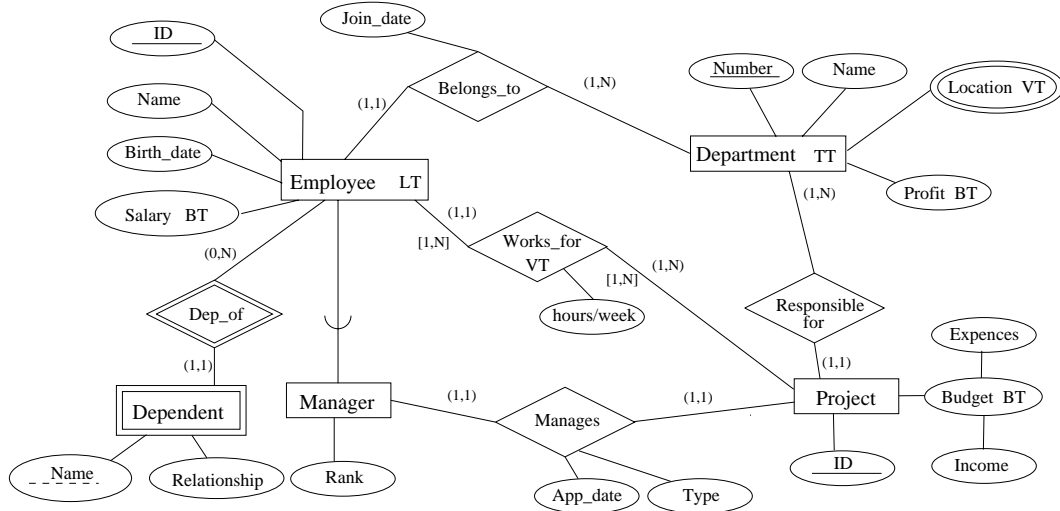 Join_date
ID
Number
Name
Location VT
Belongs_to
(1,N)
Name
(1,1)
Birth_date
Employee LT
Department TT
Salary BT
Profit BT
(1,N)
(1,1)
(0,N)
[1,N]
Works_for
VT
(1,N)
[1,N]
Dep_of
hours/week
Responsible
for
Expences
(1,1)
(1,1)
Dependent
Manager
(1,1)
(1,1)
Project
Budget BT
Manages
Name
Relationship
Rank
ID
Income
App_date
Type